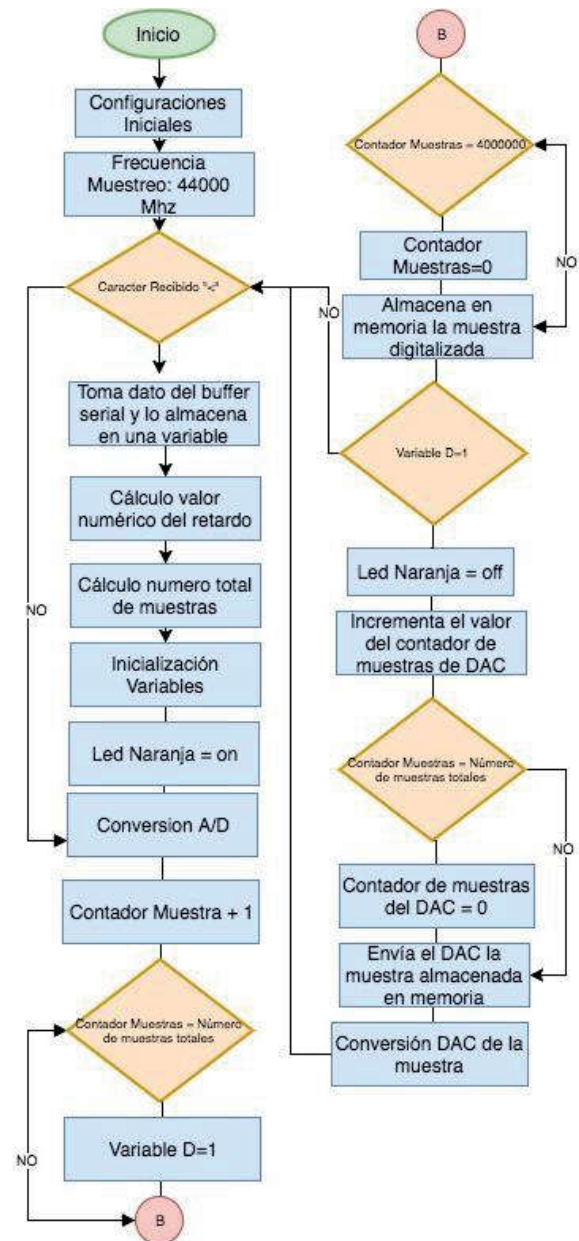 Inicio
Configuraciones
Iniciales
Frecuencia
Muestreo: 44000
Mhz
Caracter Recibido "<"
Toma dato del buffer
serial y lo almacena
en una variable
Cálculo valor
numérico del retardo
NO
Cálculo numero total
de muestras
Inicialización
Variables
Led Naranja = on
Conversion A/D
Contador Muestra + 1
Contador Muestras = Número
de muestras totales
Variable D=1
NO
B
B
Contador Muestras = 4000000
Contador
Muestras=0
NO
Almacena en
memoria la muestra
digitalizada
NO
Variable D=1
Led Naranja = off
Incrementa el valor
del contador de
muestras de DAC
Contador Muestras = Número
de muestras totales
NO
Contador de muestras
del DAC = 0
Envía el DAC la
muestra almacenada
en memoria
Conversión DAC de la
muestra